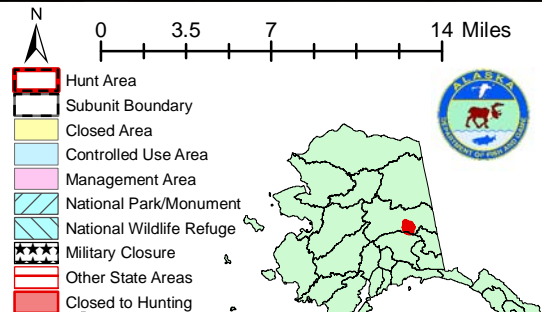 N
0 3.5 7 14 Miles
Hunt Area
Subunit Boundary
Closed Area
Controlled Use Area
Management Area
National Park/Monument
National Wildlife Refuge
Military Closure
Other State Areas
Closed to Hunting
ALASKA
DEPARTMENT OF FISH AND GAME